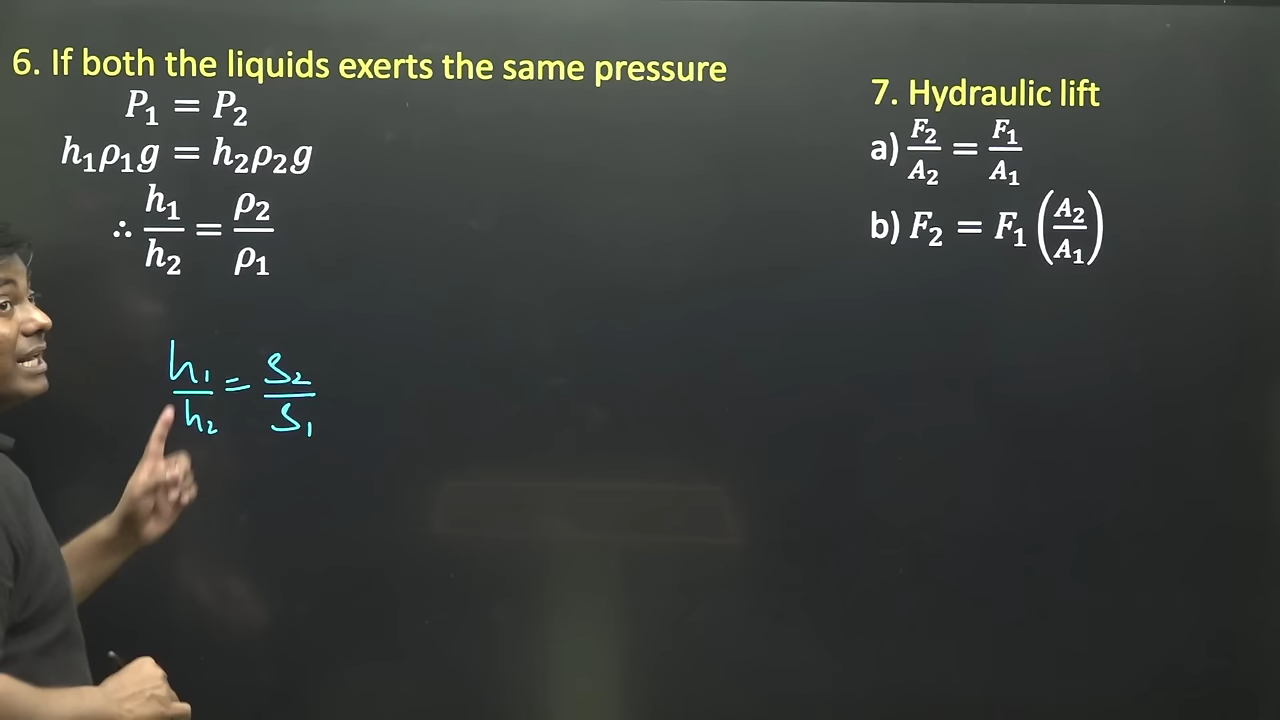 6. If both the liquids exerts the same pressure
P₁ = P₂
h₁ρ₁g = h₂ρ₂g
∴ h₁/h₂ = ρ₂/ρ₁
h₁/h₂ = S₂/S₁
7. Hydraulic lift
a) F₂/A₂ = F₁/A₁
b) F₂ = F₁ (A₂/A₁)